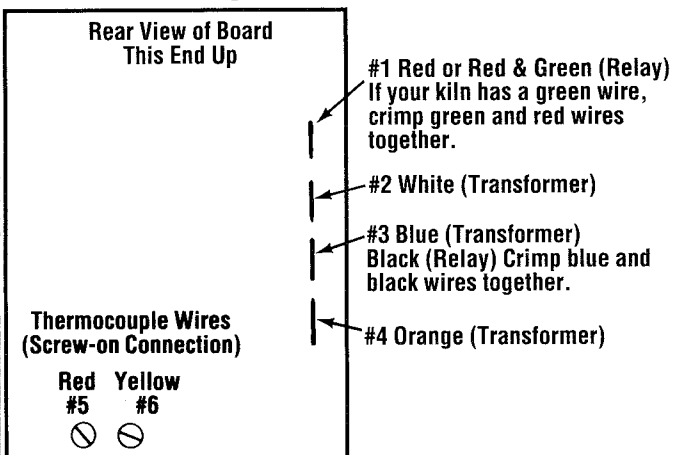 Rear View of Board
This End Up
#1 Red or Red & Green (Relay)
If your kiln has a green wire,
crimp green and red wires
together.
#2 White (Transformer)
#3 Blue (Transformer)
Black (Relay) Crimp blue and
black wires together.
#4 Orange (Transformer)
Thermocouple Wires
(Screw-on Connection)
Red Yellow
#5 #6